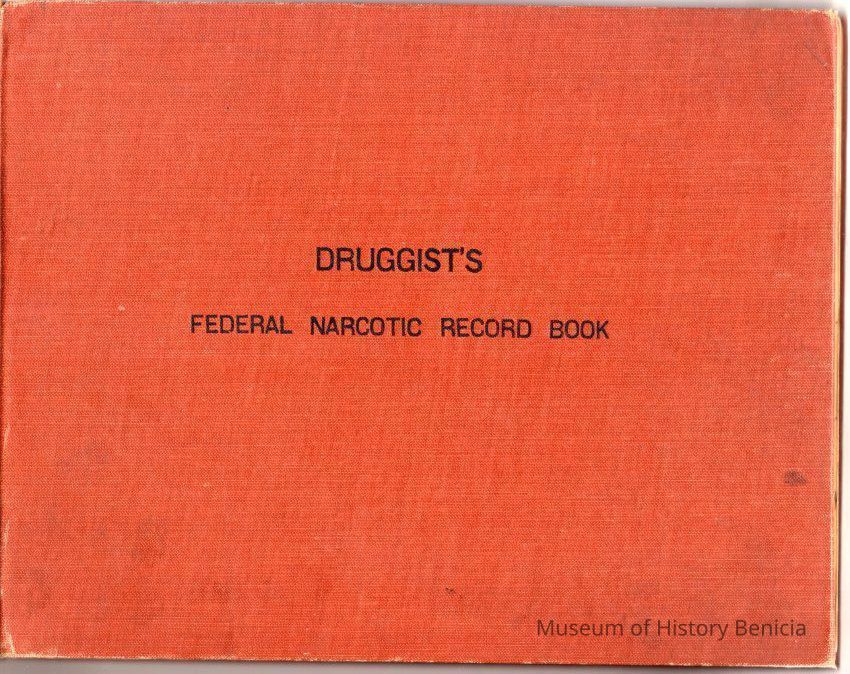 DRUGGIST'S
FEDERAL NARCOTIC RECORD BOOK
Museum of History Benicia